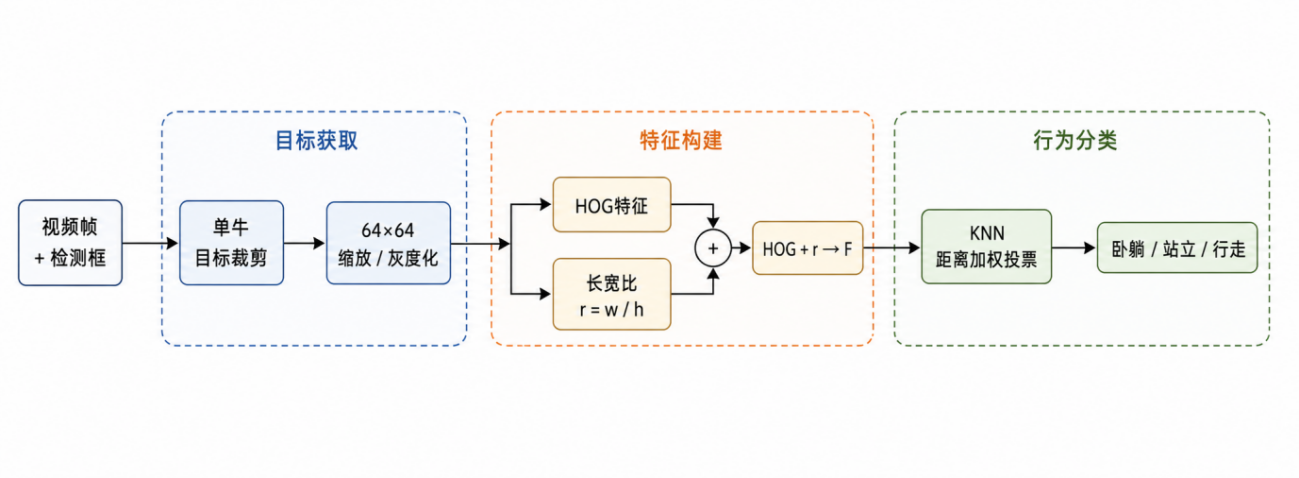 目标获取
特征构建
行为分类
视频帧
+ 检测框
单牛
目标裁剪
64×64
缩放 / 灰度化
HOG特征
长宽比
r = w / h
+
HOG + r → F
KNN
距离加权投票
卧躺 / 站立 / 行走